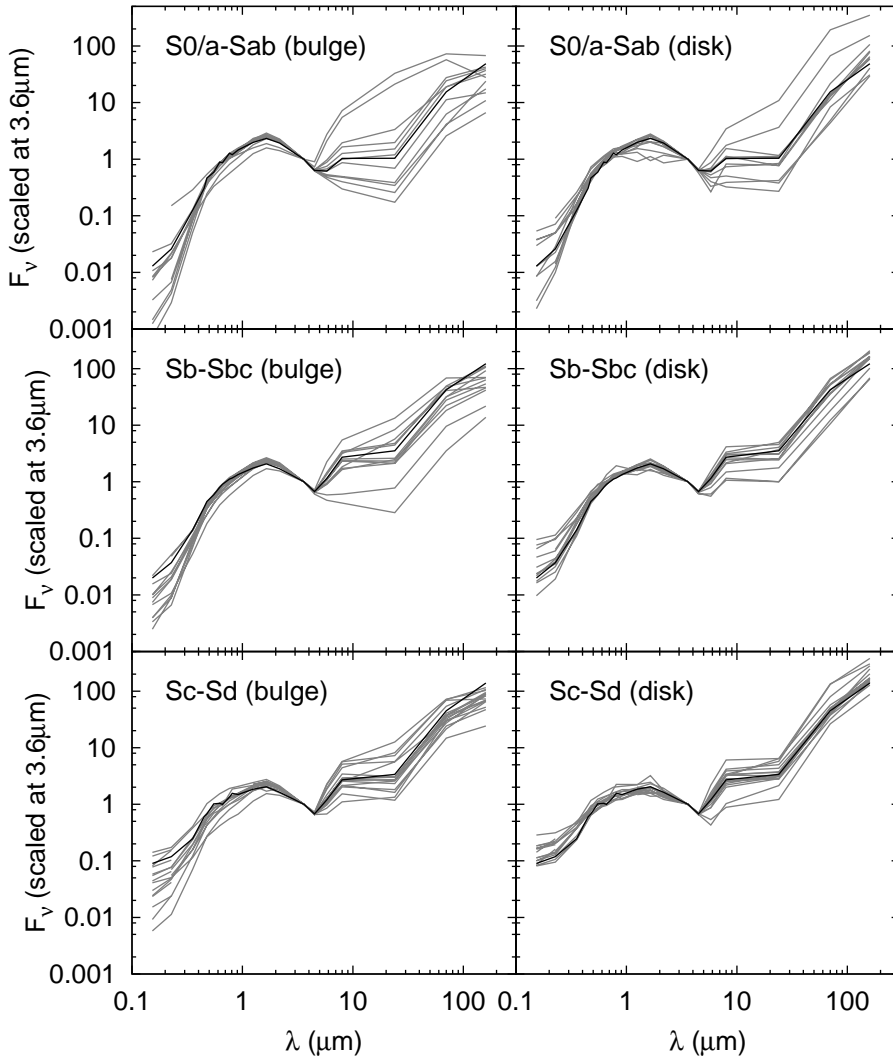 S0/a-Sab (bulge)
S0/a-Sab (disk)
100
10
1
0.1
0.01
0.001
F_ν (scaled at 3.6μm)
Sb-Sbc (bulge)
Sb-Sbc (disk)
100
10
1
0.1
0.01
0.001
F_ν (scaled at 3.6μm)
Sc-Sd (bulge)
Sc-Sd (disk)
100
10
1
0.1
0.01
0.001
F_ν (scaled at 3.6μm)
0.1 1 10 100
0.1 1 10 100
λ (μm)
λ (μm)